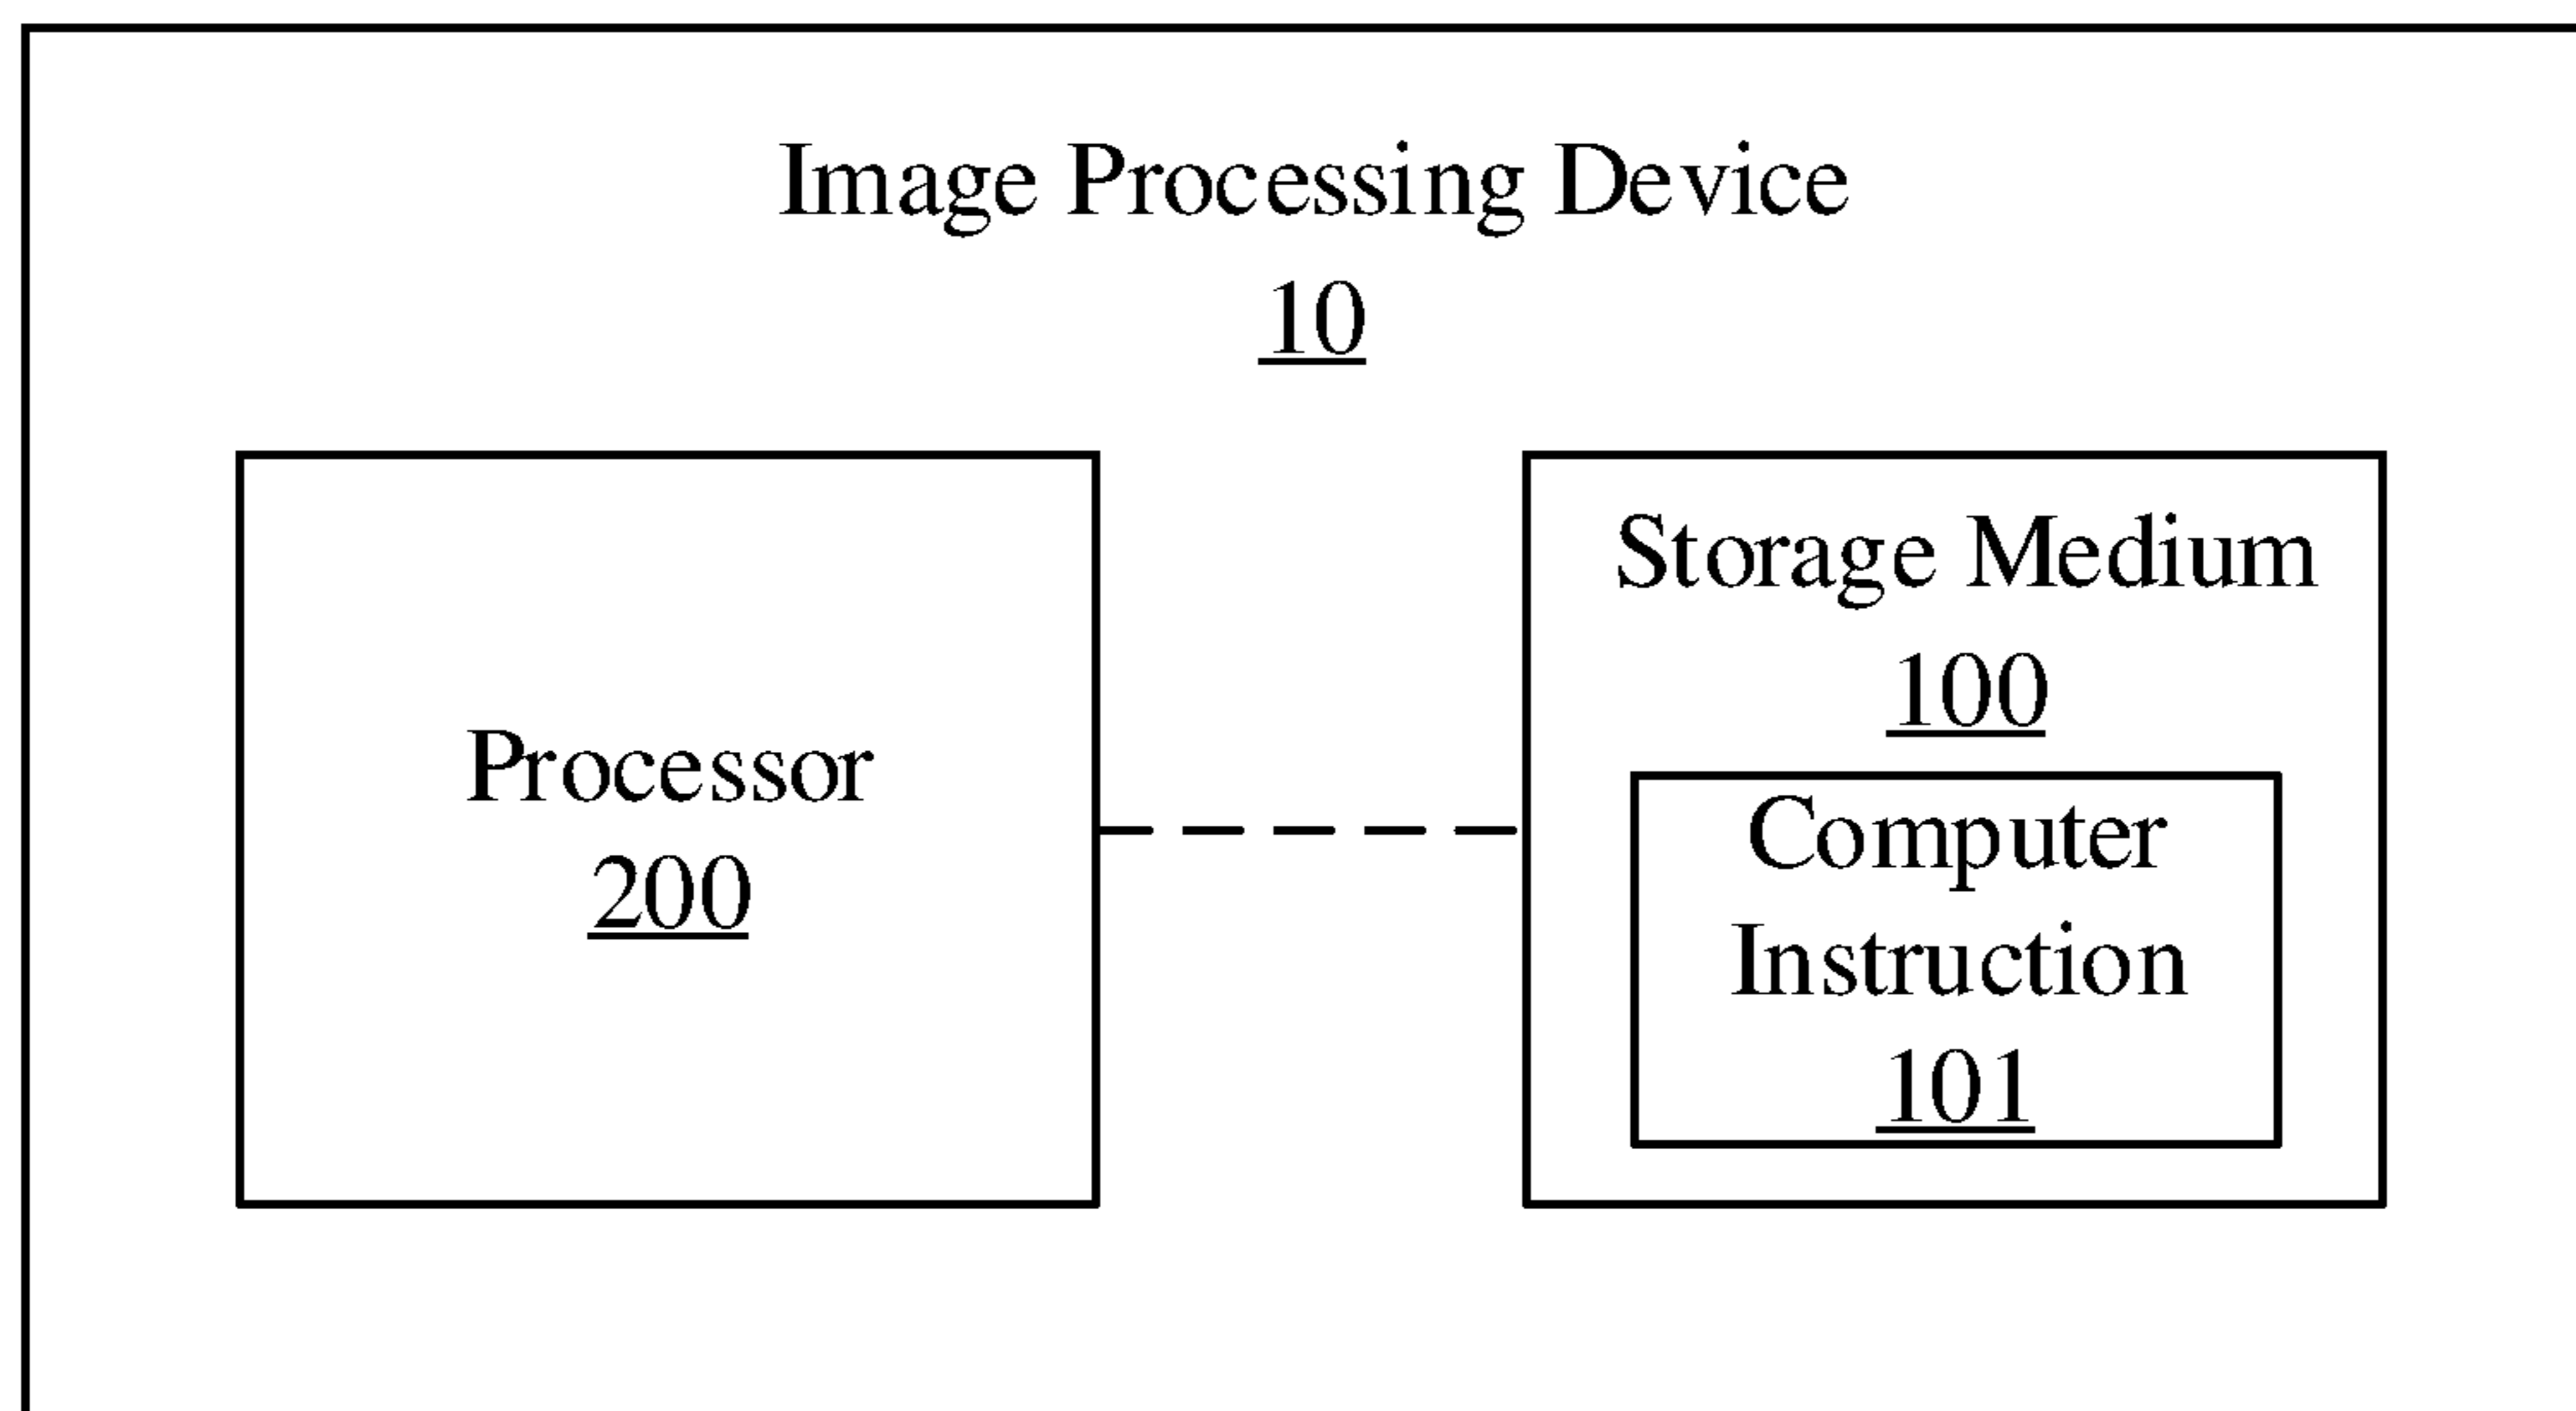 Image Processing Device
10
Processor
200
Storage Medium
100
Computer
Instruction
101